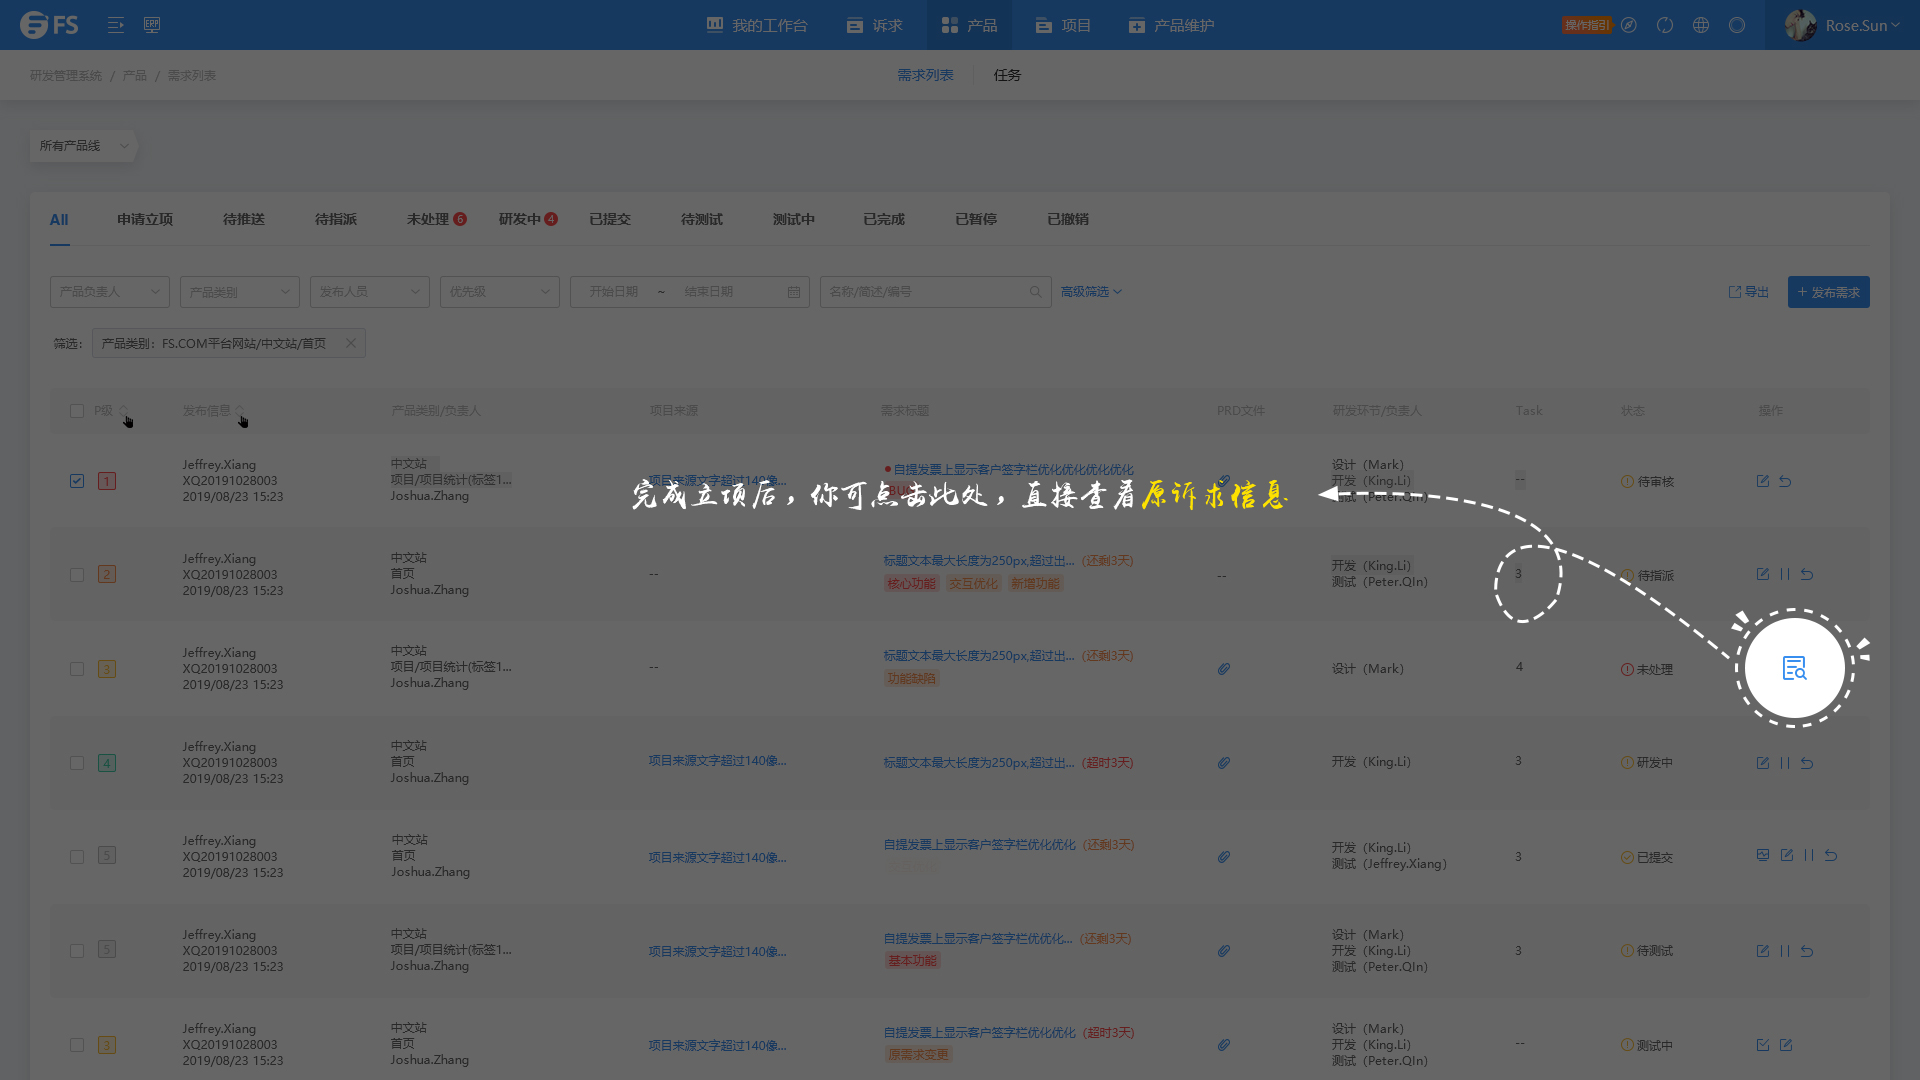 FS
ERP
我的工作台
诉求
产品
项目
产品维护
操作指引
Rose.Sun
研发管理系统 / 产品 / 需求列表
需求列表
任务
所有产品线
All
申请立项
待推送
待指派
未处理 6
研发中 4
已提交
待测试
测试中
已完成
已暂停
已撤销
产品负责人
产品类别
发布人员
优先级
开始日期 ~ 结束日期
名称/简述/编号
高级筛选
导出
+ 发布需求
筛选：
产品类别：FS.COM平台网站/中文站/首页
P级
发布信息
产品类别/负责人
项目来源
需求标题
PRD文件
研发环节/负责人
Task
状态
操作
1
Jeffrey.Xiang
XQ20191028003
2019/08/23 15:23
中文站
项目/项目统计(标签1...
Joshua.Zhang
项目来源文字超过140像...
自提发票上显示客户签字栏优化优化优化优化
BUG
设计（Mark）
开发（King.Li）
测试（Peter.QIn）
--
待审核
完成立项后，你可点击此处，直接查看原诉求信息
2
Jeffrey.Xiang
XQ20191028003
2019/08/23 15:23
中文站
首页
Joshua.Zhang
--
标题文本最大长度为250px,超过出...（还剩3天）
核心功能 交互优化 新增功能
--
开发（King.Li）
测试（Peter.QIn）
3
待指派
3
Jeffrey.Xiang
XQ20191028003
2019/08/23 15:23
中文站
项目/项目统计(标签1...
Joshua.Zhang
--
标题文本最大长度为250px,超过出...（还剩3天）
功能缺陷
设计（Mark）
4
未处理
4
Jeffrey.Xiang
XQ20191028003
2019/08/23 15:23
中文站
首页
Joshua.Zhang
项目来源文字超过140像...
标题文本最大长度为250px,超过出...（超时3天）
开发（King.Li）
3
研发中
5
Jeffrey.Xiang
XQ20191028003
2019/08/23 15:23
中文站
首页
Joshua.Zhang
项目来源文字超过140像...
自提发票上显示客户签字栏优化优化（还剩3天）
开发（King.Li）
测试（Jeffrey.Xiang）
3
已提交
5
Jeffrey.Xiang
XQ20191028003
2019/08/23 15:23
中文站
项目/项目统计(标签1...
Joshua.Zhang
项目来源文字超过140像...
自提发票上显示客户签字栏优优化...（还剩3天）
基本功能
设计（Mark）
开发（King.Li）
测试（Peter.QIn）
3
待测试
3
Jeffrey.Xiang
XQ20191028003
2019/08/23 15:23
中文站
首页
Joshua.Zhang
项目来源文字超过140像...
自提发票上显示客户签字栏优化优化（超时3天）
原需求变更
设计（Mark）
开发（King.Li）
测试（Peter.QIn）
--
测试中